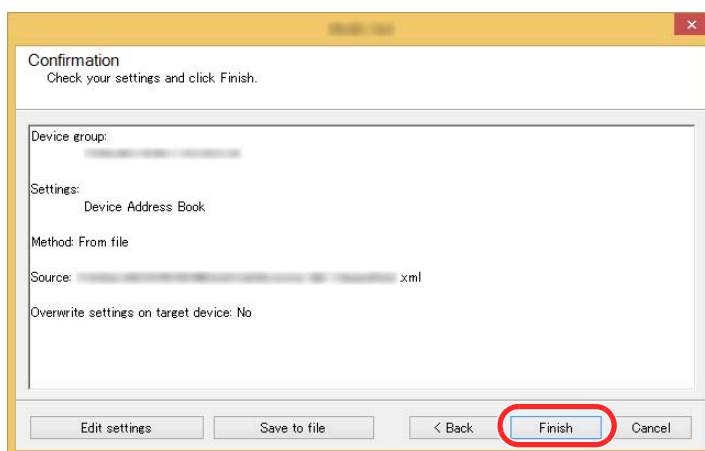 Confirmation
Check your settings and click Finish.
Device group:
Settings:
Device Address Book
Method: From file
Source: .xml
Overwrite settings on target device: No
Edit settings
Save to file
< Back
Finish
Cancel